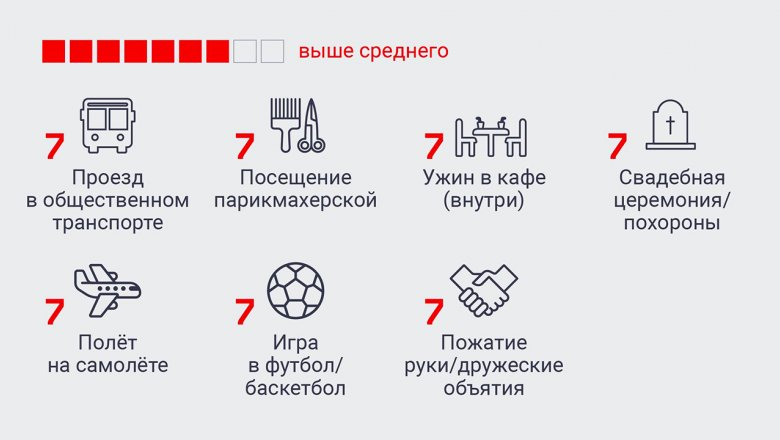 выше среднего
7
Проезд
в общественном
транспорте
7
Посещение
парикмахерской
7
Ужин в кафе
(внутри)
7
Свадебная
церемония/
похороны
7
Полёт
на самолёте
7
Игра
в футбол/
баскетбол
7
Пожатие
руки/дружеские
объятия